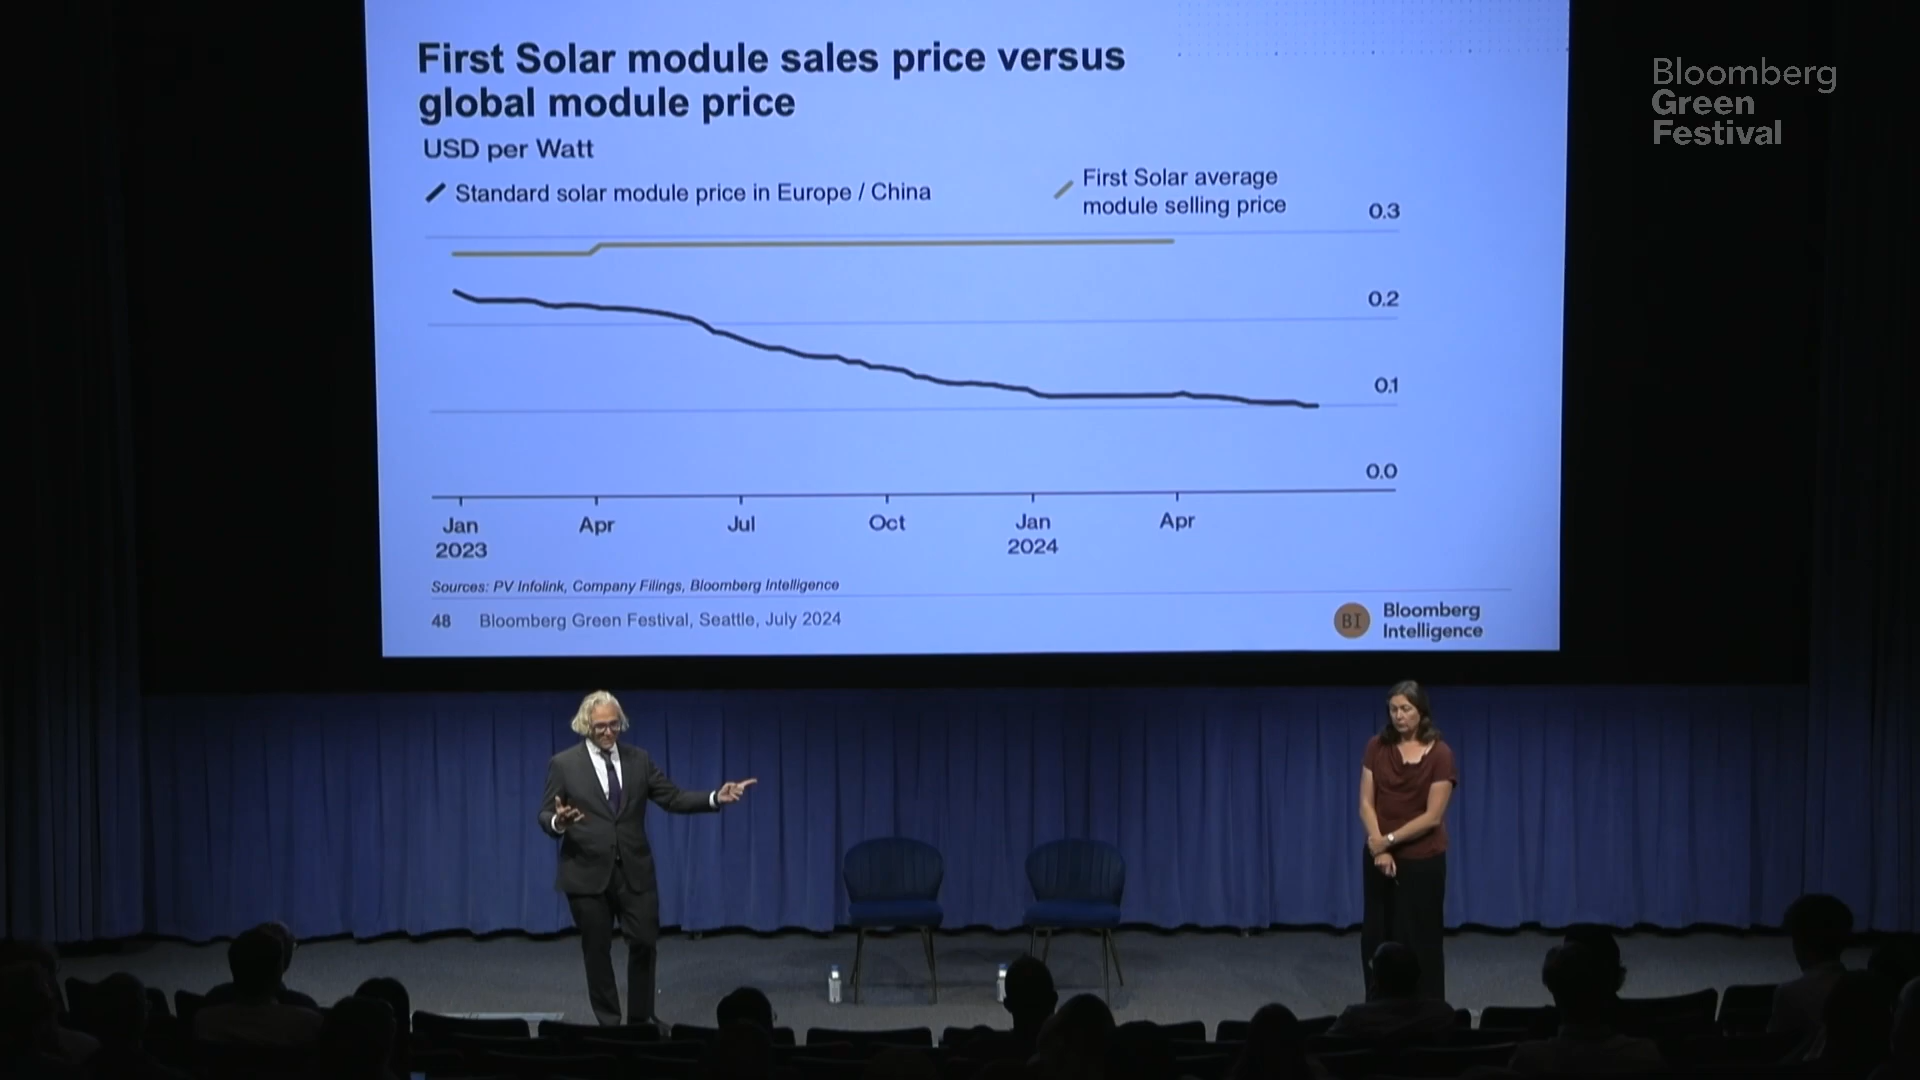 First Solar module sales price versus
global module price
USD per Watt
Standard solar module price in Europe / China
First Solar average
module selling price
0.3
0.2
0.1
0.0
Jan
2023
Apr
Jul
Oct
Jan
2024
Apr
Sources: PV Infolink, Company Filings, Bloomberg Intelligence
48 Bloomberg Green Festival, Seattle, July 2024
BI
Bloomberg
Intelligence
Bloomberg
Green
Festival